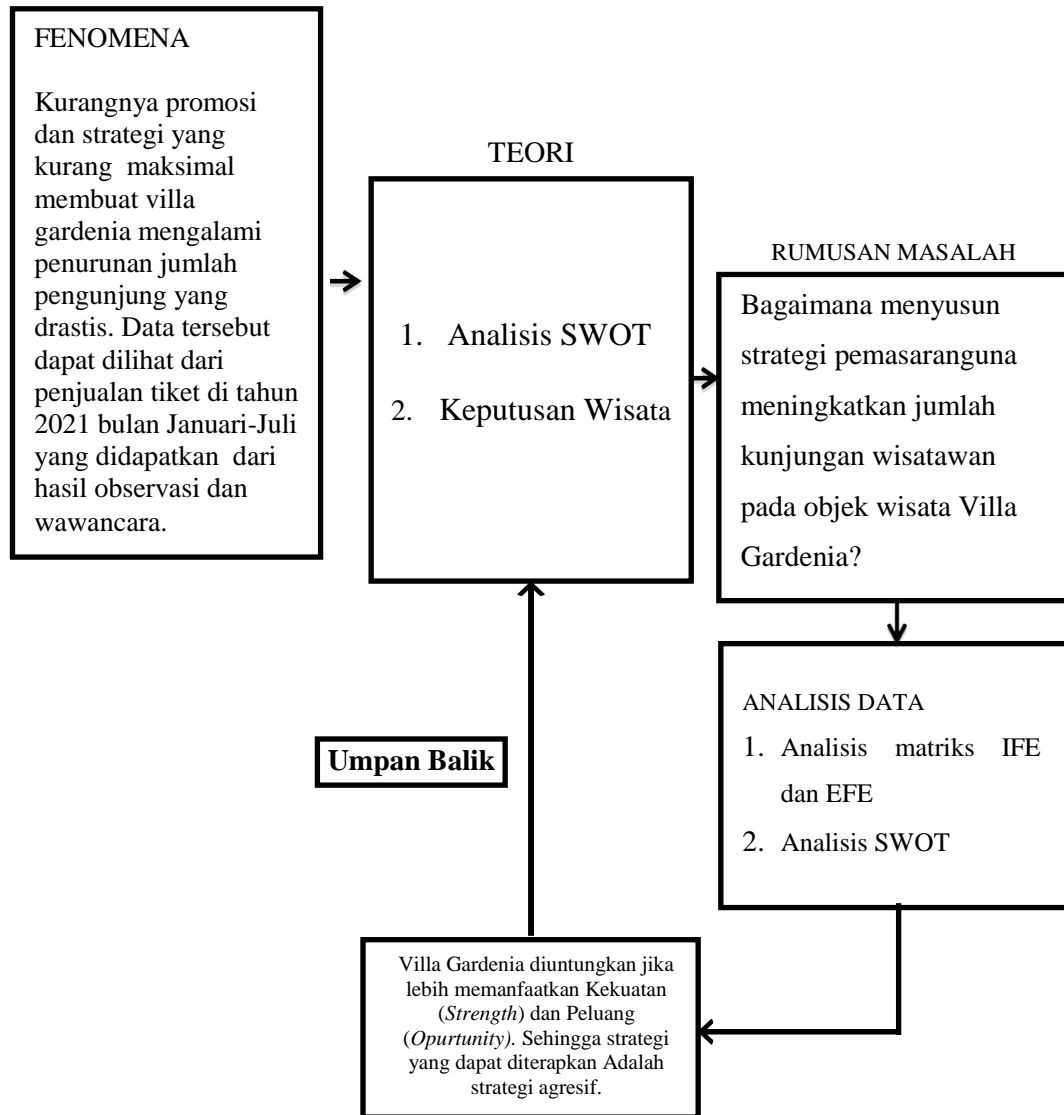 FENOMENA
Kurangnya promosi
dan strategi yang
kurang maksimal
membuat villa
gardenia mengalami
penurunan jumlah
pengunjung yang
drastis. Data tersebut
dapat dilihat dari
penjualan tiket di tahun
2021 bulan Januari-Juli
yang didapatkan dari
hasil observasi dan
wawancara.
TEORI
1. Analisis SWOT
2. Keputusan Wisata
RUMUSAN MASALAH
Bagaimana menyusun
strategi pemasaranguna
meningkatkan jumlah
kunjungan wisatawan
pada objek wisata Villa
Gardenia?
ANALISIS DATA
1. Analisis matriks IFE
dan EFE
2. Analisis SWOT
Umpan Balik
Villa Gardenia diuntungkan jika
lebih memanfaatkan Kekuatan
(Strength) dan Peluang
(Opurtunity). Sehingga strategi
yang dapat diterapkan Adalah
strategi agresif.